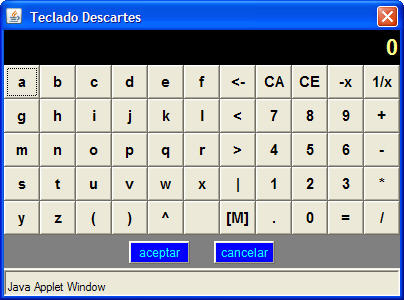 Teclado Descartes
0
a b c d e f <- CA CE -x 1/x
g h i j k l < 7 8 9 +
m n o p q r > 4 5 6 -
s t u v w x | 1 2 3 *
y z ( ) ^ [M] . 0 = /
aceptar cancelar
Java Applet Window